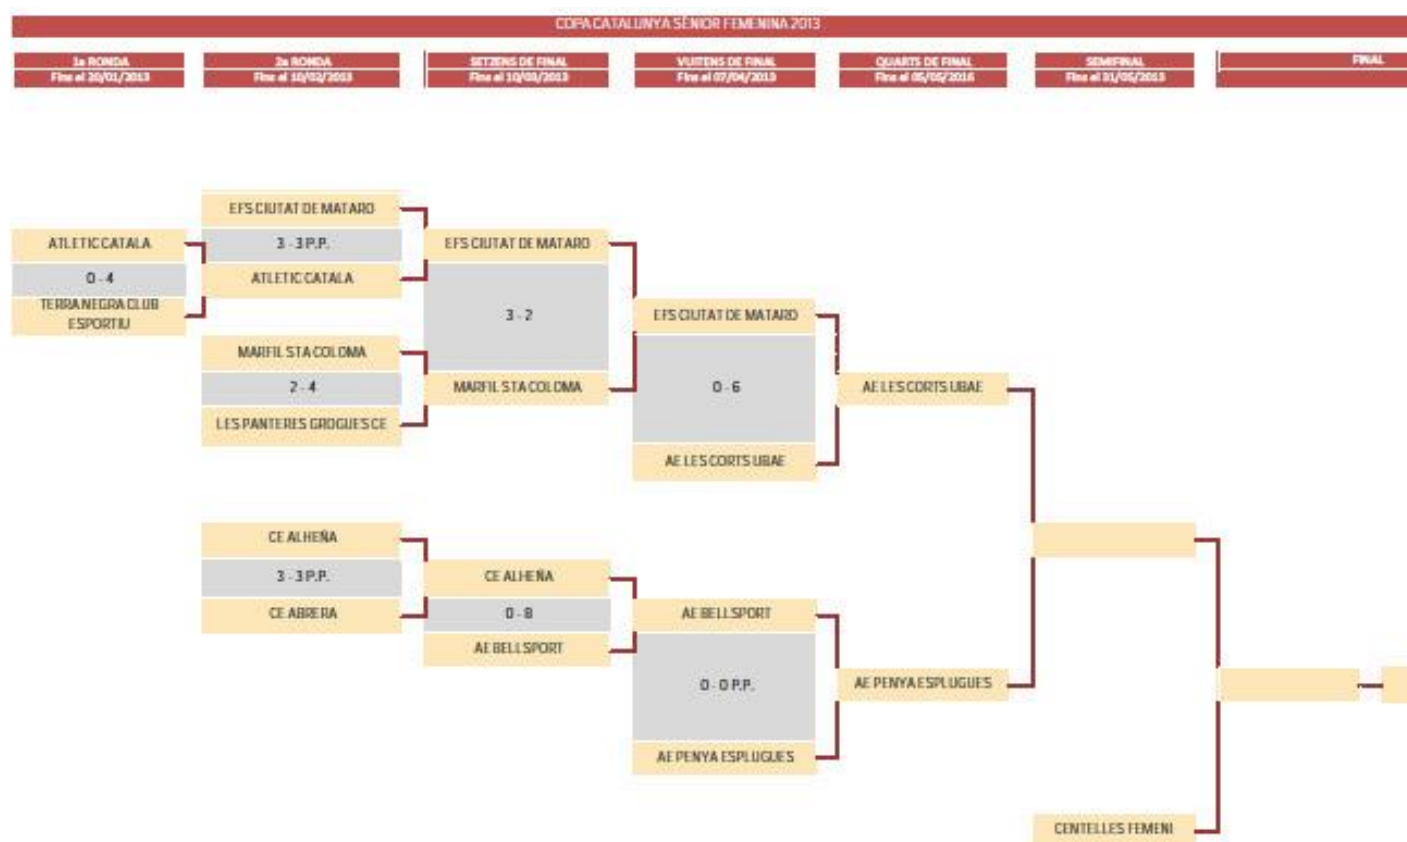 COPA CATALUNYA SÈNIOR FEMENINA 2013
1a RONDA
Fins el 20/01/2013
2a RONDA
Fins el 10/02/2013
SETZENS DE FINAL
Fins el 10/03/2013
VUITENS DE FINAL
Fins el 07/04/2013
QUARTS DE FINAL
Fins el 05/05/2016
SEMIFINAL
Fins el 31/05/2013
FINAL
ATLETIC CATALA
0 - 4
TERRA NEGRA CLUB
ESPORTIU
EFS CIUTAT DE MATARO
3 - 3 P.P.
ATLETIC CATALA
MARFIL STA COLOMA
2 - 4
LES PANTERES GROGUES CE
CE ALHEÑA
3 - 3 P.P.
CE ABRERA
EFS CIUTAT DE MATARO
3 - 2
MARFIL STA COLOMA
CE ALHEÑA
0 - 8
AE BELLSPORT
EFS CIUTAT DE MATARO
0 - 6
AE LES CORTS UBAE
AE BELLSPORT
0 - 0 P.P.
AE PENYA ESPLUGUES
AE LES CORTS UBAE
AE PENYA ESPLUGUES
CENTELLES FEMENI